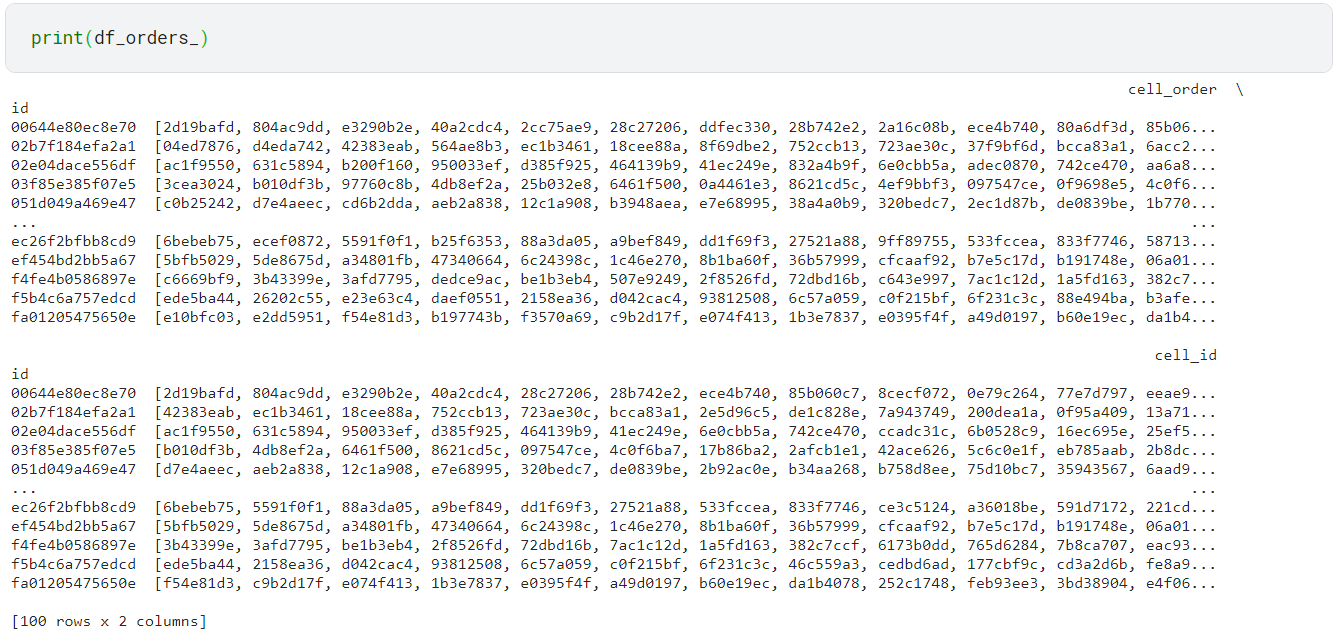 print(df_orders_)
cell_order  \
id
00644e80ec8e70  [2d19bafd, 804ac9dd, e3290b2e, 40a2cdc4, 2cc75ae9, 28c27206, ddfec330, 28b742e2, 2a16c08b, ece4b740, 80a6df3d, 85b06...
02b7f184efa2a1  [04ed7876, d4eda742, 42383eab, 564ae8b3, ec1b3461, 18cee88a, 8f69dbe2, 752ccb13, 723ae30c, 37f9bf6d, bcca83a1, 6acc2...
02e04dace556df  [ac1f9550, 631c5894, b200f160, 950033ef, d385f925, 464139b9, 41ec249e, 832a4b9f, 6e0cbb5a, adec0870, 742ce470, aa6a8...
03f85e385f07e5  [3cea3024, b010df3b, 97760c8b, 4db8ef2a, 25b032e8, 6461f500, 0a4461e3, 8621cd5c, 4ef9bbf3, 097547ce, 0f9698e5, 4c0f6...
051d049a469e47  [c0b25242, d7e4aeec, cd6b2dda, aeb2a838, 12c1a908, b3948aea, e7e68995, 38a4a0b9, 320bedc7, 2ec1d87b, de0839be, 1b770...
...                                                                                                                                 ...
ec26f2bfbb8cd9  [6bebeb75, ecef0872, 5591f0f1, b25f6353, 88a3da05, a9bef849, dd1f69f3, 27521a88, 9ff89755, 533fccea, 833f7746, 58713...
ef454bd2bb5a67  [5bfb5029, 5de8675d, a34801fb, 47340664, 6c24398c, 1c46e270, 8b1ba60f, 36b57999, cfcaaf92, b7e5c17d, b191748e, 06a01...
f4fe4b0586897e  [c6669bf9, 3b43399e, 3afd7795, dedce9ac, be1b3eb4, 507e9249, 2f8526fd, 72dbd16b, c643e997, 7ac1c12d, 1a5fd163, 382c7...
f5b4c6a757edcd  [ede5ba44, 26202c55, e23e63c4, daef0551, 2158ea36, d042cac4, 93812508, 6c57a059, c0f215bf, 6f231c3c, 88e494ba, b3afe...
fa01205475650e  [e10bfc03, e2dd5951, f54e81d3, b197743b, f3570a69, c9b2d17f, e074f413, 1b3e7837, e0395f4f, a49d0197, b60e19ec, da1b4...
cell_id
id
00644e80ec8e70  [2d19bafd, 804ac9dd, e3290b2e, 40a2cdc4, 28c27206, 28b742e2, ece4b740, 85b060c7, 8cecf072, 0e79c264, 77e7d797, eeae9...
02b7f184efa2a1  [42383eab, ec1b3461, 18cee88a, 752ccb13, 723ae30c, bcca83a1, 2e5d96c5, de1c828e, 7a943749, 200dea1a, 0f95a409, 13a71...
02e04dace556df  [ac1f9550, 631c5894, 950033ef, d385f925, 464139b9, 41ec249e, 6e0cbb5a, 742ce470, ccadc31c, 6b0528c9, 16ec695e, 25ef5...
03f85e385f07e5  [b010df3b, 4db8ef2a, 6461f500, 8621cd5c, 097547ce, 4c0f6ba7, 17b86ba2, 2afcb1e1, 42ace626, 5c6c0e1f, eb785aab, 2b8dc...
051d049a469e47  [d7e4aeec, aeb2a838, 12c1a908, e7e68995, 320bedc7, de0839be, 2b92ac0e, b34aa268, b758d8ee, 75d10bc7, 35943567, 6aad9...
...                                                                                                                                 ...
ec26f2bfbb8cd9  [6bebeb75, 5591f0f1, 88a3da05, a9bef849, dd1f69f3, 27521a88, 533fccea, 833f7746, ce3c5124, a36018be, 591d7172, 221cd...
ef454bd2bb5a67  [5bfb5029, 5de8675d, a34801fb, 47340664, 6c24398c, 1c46e270, 8b1ba60f, 36b57999, cfcaaf92, b7e5c17d, b191748e, 06a01...
f4fe4b0586897e  [3b43399e, 3afd7795, be1b3eb4, 2f8526fd, 72dbd16b, 7ac1c12d, 1a5fd163, 382c7ccf, 6173b0dd, 765d6284, 7b8ca707, eac93...
f5b4c6a757edcd  [ede5ba44, 2158ea36, d042cac4, 93812508, 6c57a059, c0f215bf, 6f231c3c, 46c559a3, cedbd6ad, 177cbf9c, cd3a2d6b, fe8a9...
fa01205475650e  [f54e81d3, c9b2d17f, e074f413, 1b3e7837, e0395f4f, a49d0197, b60e19ec, da1b4078, 252c1748, feb93ee3, 3bd38904, e4f06...
[100 rows x 2 columns]